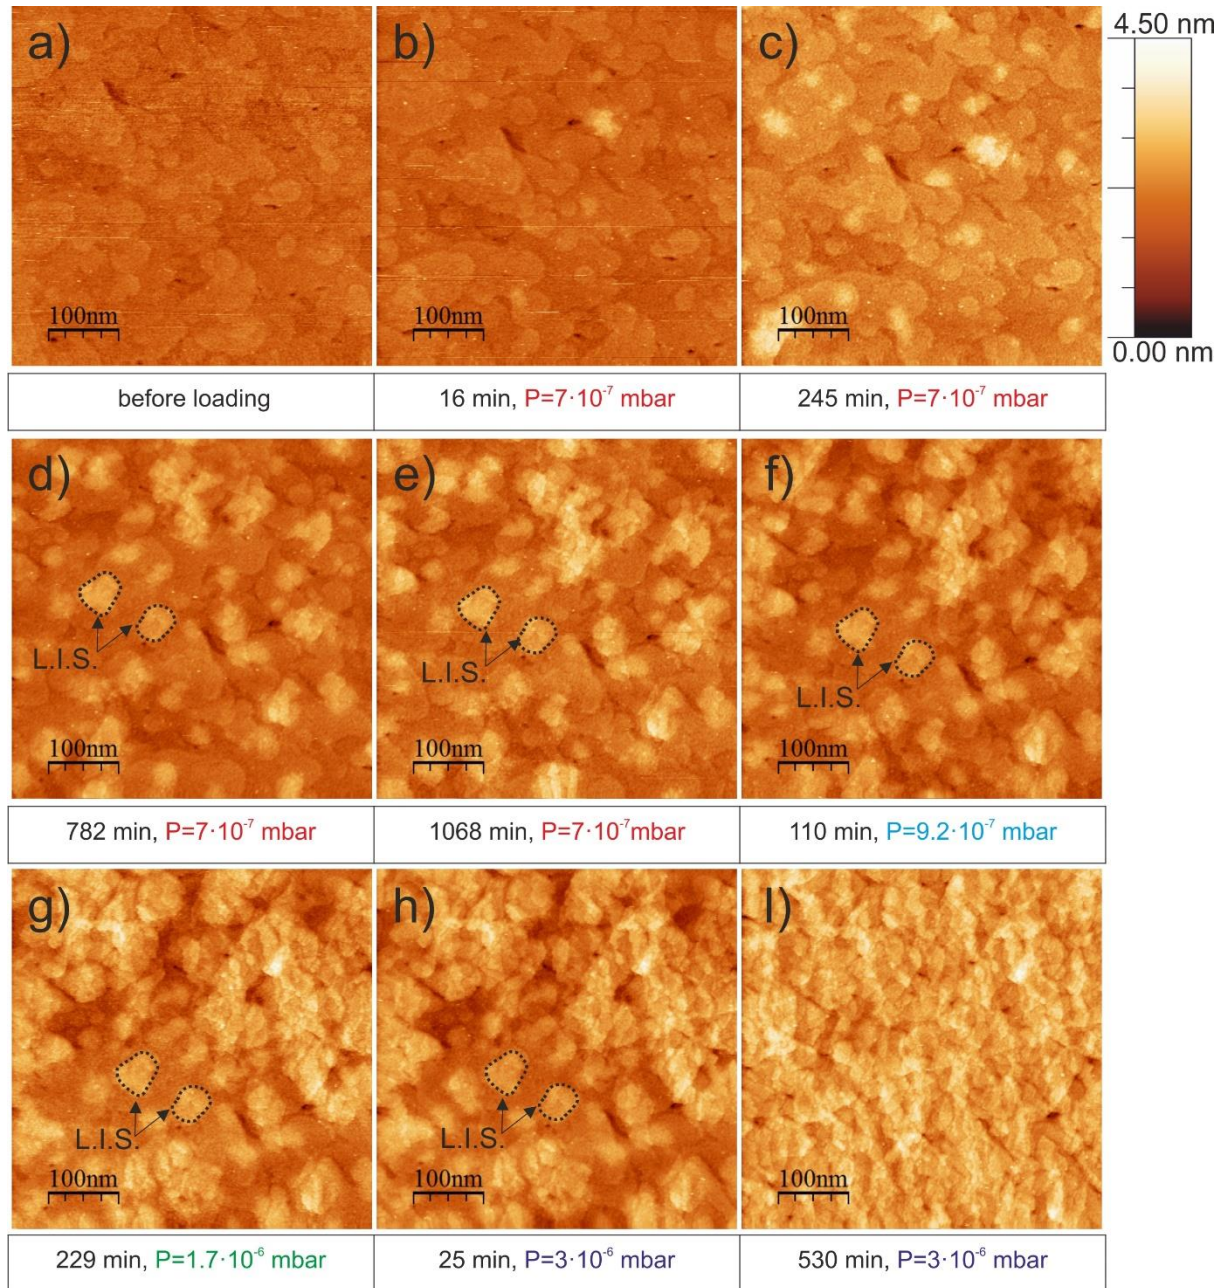 a)
b)
c)
4.50 nm
0.00 nm
100nm
100nm
100nm
before loading
16 min, P=7·10⁻⁷ mbar
245 min, P=7·10⁻⁷ mbar
d)
e)
f)
L.I.S.
L.I.S.
L.I.S.
100nm
100nm
100nm
782 min, P=7·10⁻⁷ mbar
1068 min, P=7·10⁻⁷mbar
110 min, P=9.2·10⁻⁷ mbar
g)
h)
I)
L.I.S.
L.I.S.
100nm
100nm
100nm
229 min, P=1.7·10⁻⁶ mbar
25 min, P=3·10⁻⁶ mbar
530 min, P=3·10⁻⁶ mbar